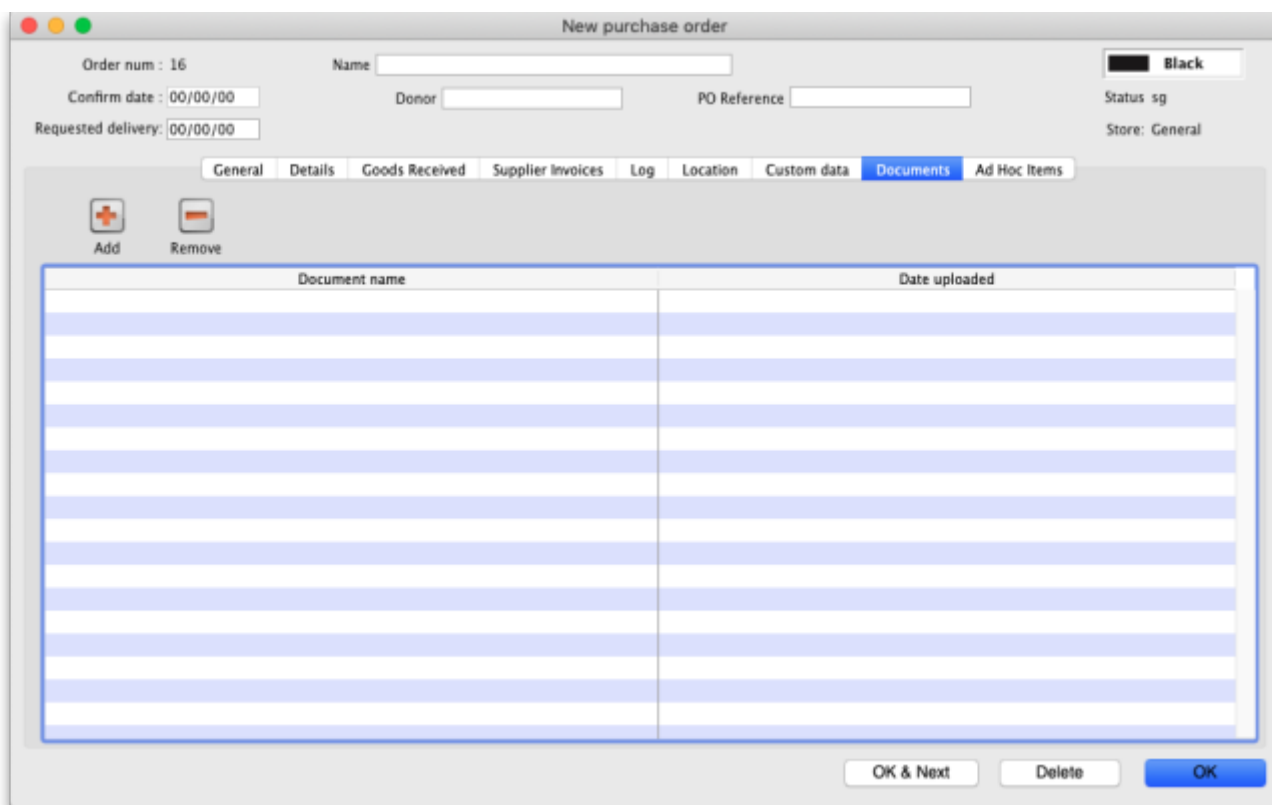 New purchase order
Order num : 16 Name Black
Confirm date : 00/00/00 Donor PO Reference Status sg
Requested delivery: 00/00/00 Store: General
General Details Goods Received Supplier Invoices Log Location Custom data Documents Ad Hoc Items
Add Remove
Document name Date uploaded
OK & Next Delete OK